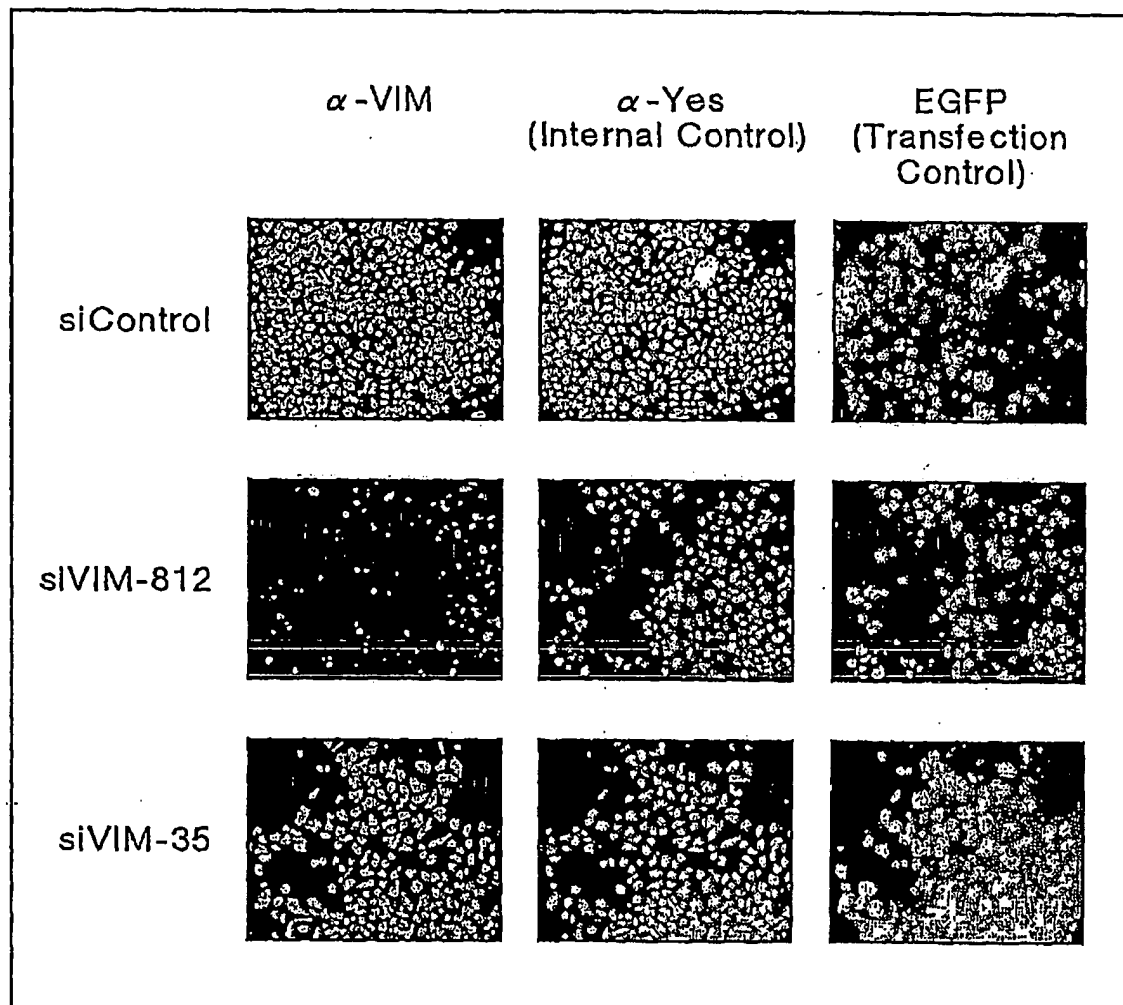 α-VIM
α-Yes
(Internal Control)
EGFP
(Transfection
Control)
siControl
siVIM-812
siVIM-35